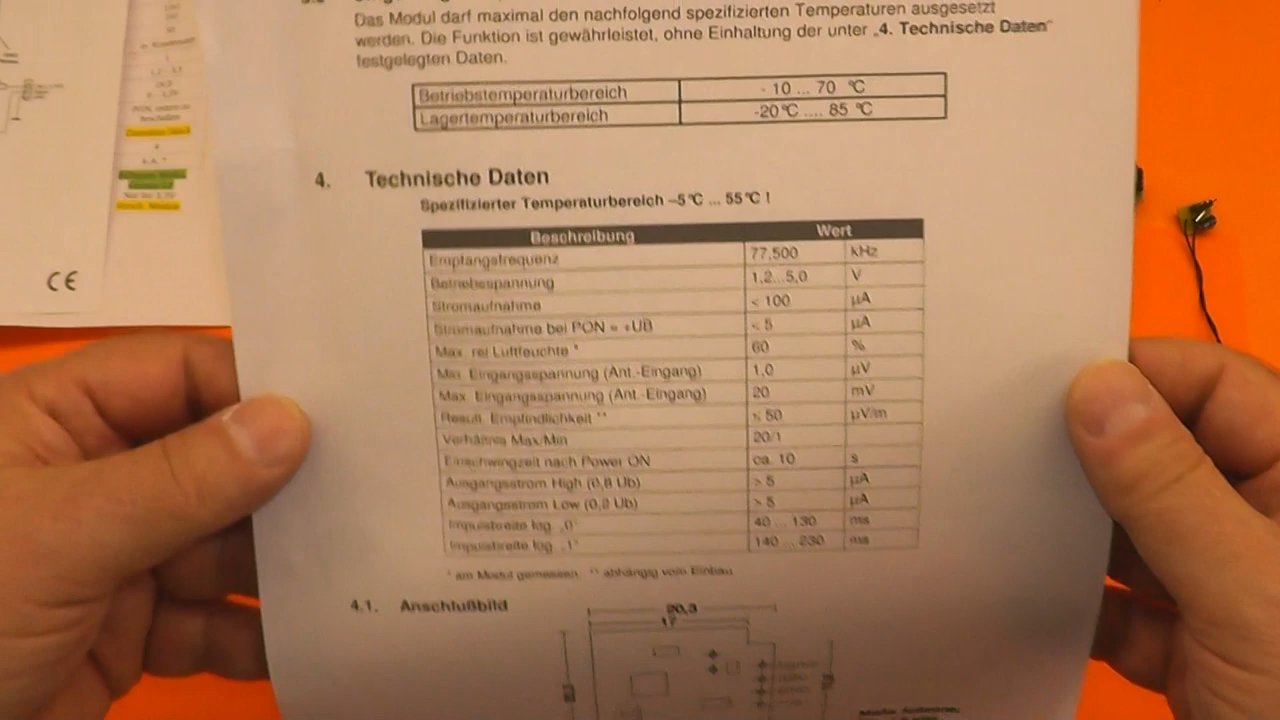 Das Modul darf maximal den nachfolgend spezifizierten Temperaturen ausgesetzt
werden. Die Funktion ist gewährleistet, ohne Einhaltung der unter „4. Technische Daten“
festgelegten Daten.
Betriebstemperaturbereich - 10 ... 70 °C
Lagertemperaturbereich -20°C .... 85 °C
4. Technische Daten
Spezifizierter Temperaturbereich –5°C ... 55°C !
Beschreibung Wert
Empfangsfrequenz 77,500 kHz
Betriebsspannung 1,2...5,0 V
Stromaufnahme < 100 µA
Stromaufnahme bei PON = +UB < 5 µA
Max. rel Luftfeuchte * 60 %
Min. Eingangsspannung (Ant.-Eingang) 1,0 µV
Max. Eingangsspannung (Ant.-Eingang) 20 mV
Result. Empfindlichkeit ** ≤ 50 µV/m
Verhältnis Max/Min 20/1
Einschwingzeit nach Power ON ca. 10 s
Ausgangsstrom High (0,8 Ub) > 5 µA
Ausgangsstrom Low (0,2 Ub) > 5 µA
Impulsbreite log. „0“ 40 ... 130 ms
Impulsbreite log. „1“ 140 ... 230 ms
* am Modul gemessen ** abhängig vom Einbau
4.1. Anschlußbild
20,3
17
CE